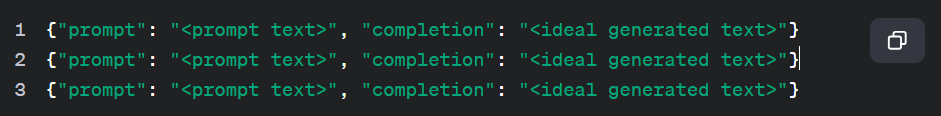 1 {"prompt": "<prompt text>", "completion": "<ideal generated text>"}
2 {"prompt": "<prompt text>", "completion": "<ideal generated text>"}
3 {"prompt": "<prompt text>", "completion": "<ideal generated text>"}